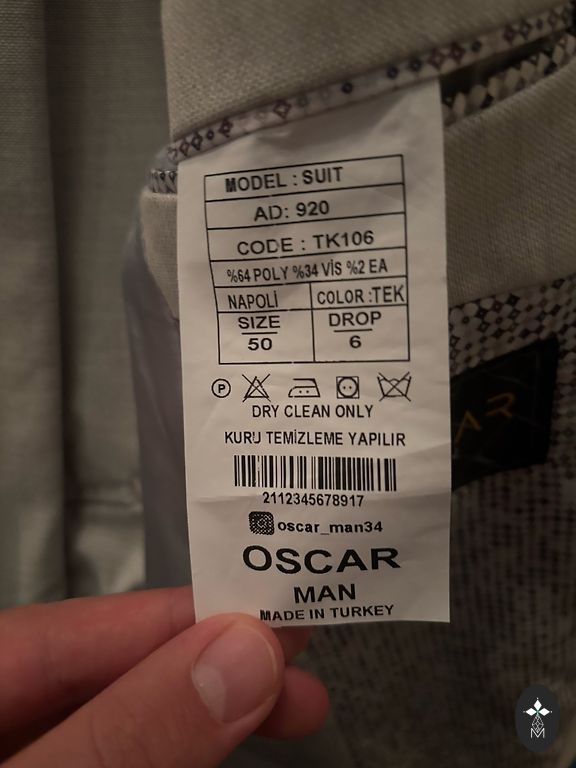 MODEL : SUIT
AD: 920
CODE : TK106
%64 POLY %34 VİS %2 EA
NAPOLİ COLOR :TEK
SIZE DROP
50 6
P
DRY CLEAN ONLY
KURU TEMİZLEME YAPILIR
2112345678917
oscar_man34
OSCAR
MAN
MADE IN TURKEY
AR